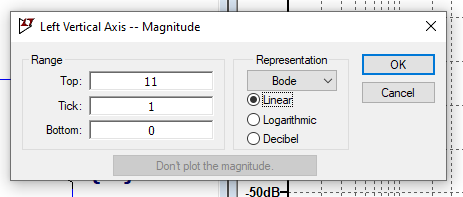 Left Vertical Axis -- Magnitude
Range
Top: 11
Tick: 1
Bottom: 0
Representation
Bode
Linear
Logarithmic
Decibel
OK
Cancel
Don't plot the magnitude.
-50dB